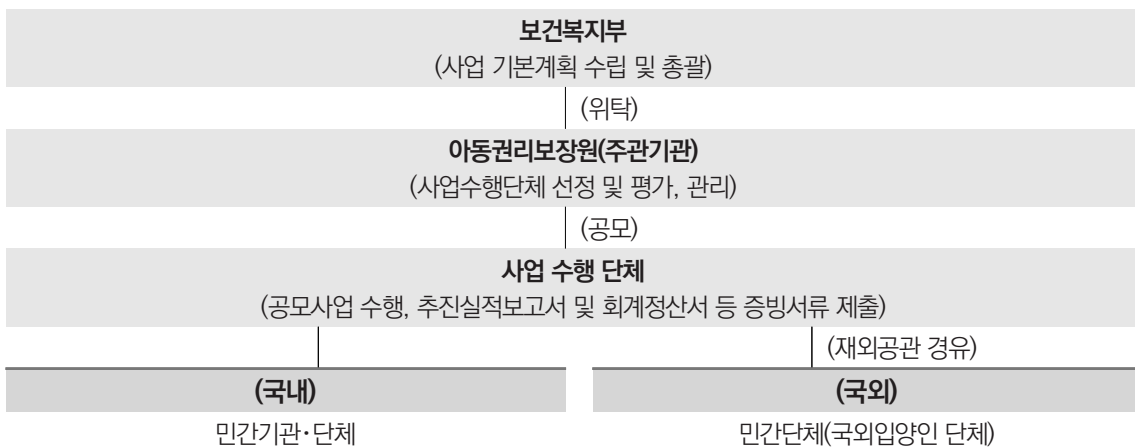 보건복지부
(사업 기본계획 수립 및 총괄)
(위탁)
아동권리보장원(주관기관)
(사업수행단체 선정 및 평가, 관리)
(공모)
사업 수행 단체
(공모사업 수행, 추진실적보고서 및 회계정산서 등 증빙서류 제출)
(재외공관 경유)
(국내)
(국외)
민간기관·단체
민간단체(국외입양인 단체)